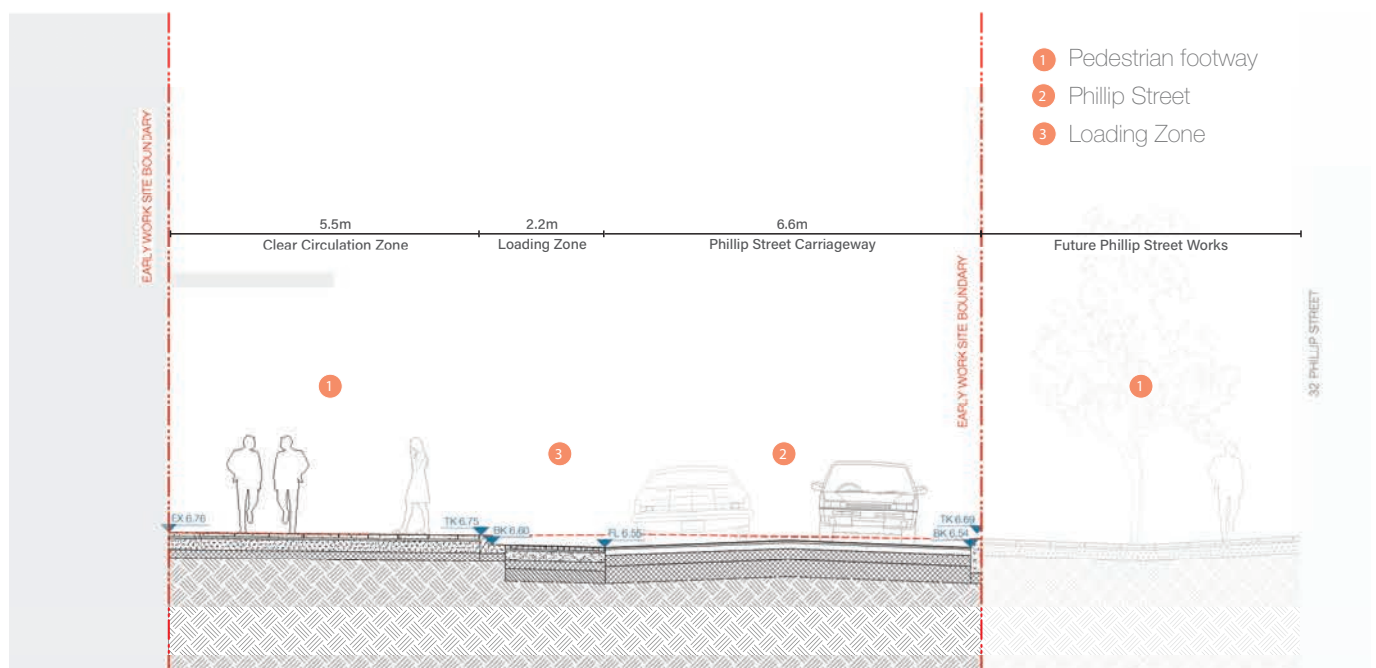 1 Pedestrian footway
2 Phillip Street
3 Loading Zone
EARLY WORK SITE BOUNDARY
5.5m
Clear Circulation Zone
2.2m
Loading Zone
6.6m
Phillip Street Carriageway
Future Phillip Street Works
EARLY WORK SITE BOUNDARY
32 PHILLIP STREET
1
3
2
1
EX 6.76
TK 6.75
BK 6.60
FL 6.55
TK 6.69
BK 6.54